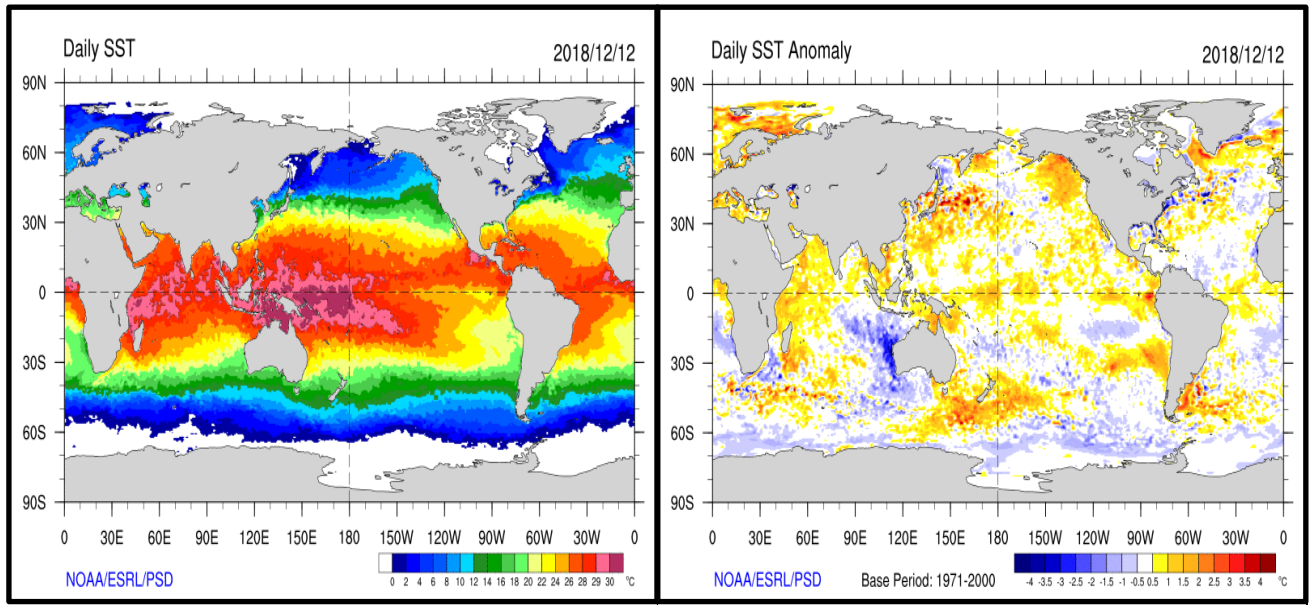 Daily SST
2018/12/12
90N
60N
30N
0
30S
60S
90S
0 30E 60E 90E 120E 150E 180 150W 120W 90W 60W 30W 0
0 2 4 6 8 10 12 14 16 18 20 22 24 26 28 29 30 °C
NOAA/ESRL/PSD
Daily SST Anomaly
2018/12/12
90N
60N
30N
0
30S
60S
90S
0 30E 60E 90E 120E 150E 180 150W 120W 90W 60W 30W 0
NOAA/ESRL/PSD
Base Period: 1971-2000
-4 -3.5 -3 -2.5 -2 -1.5 -1 -0.5 0.5 1 1.5 2 2.5 3 3.5 4 °C